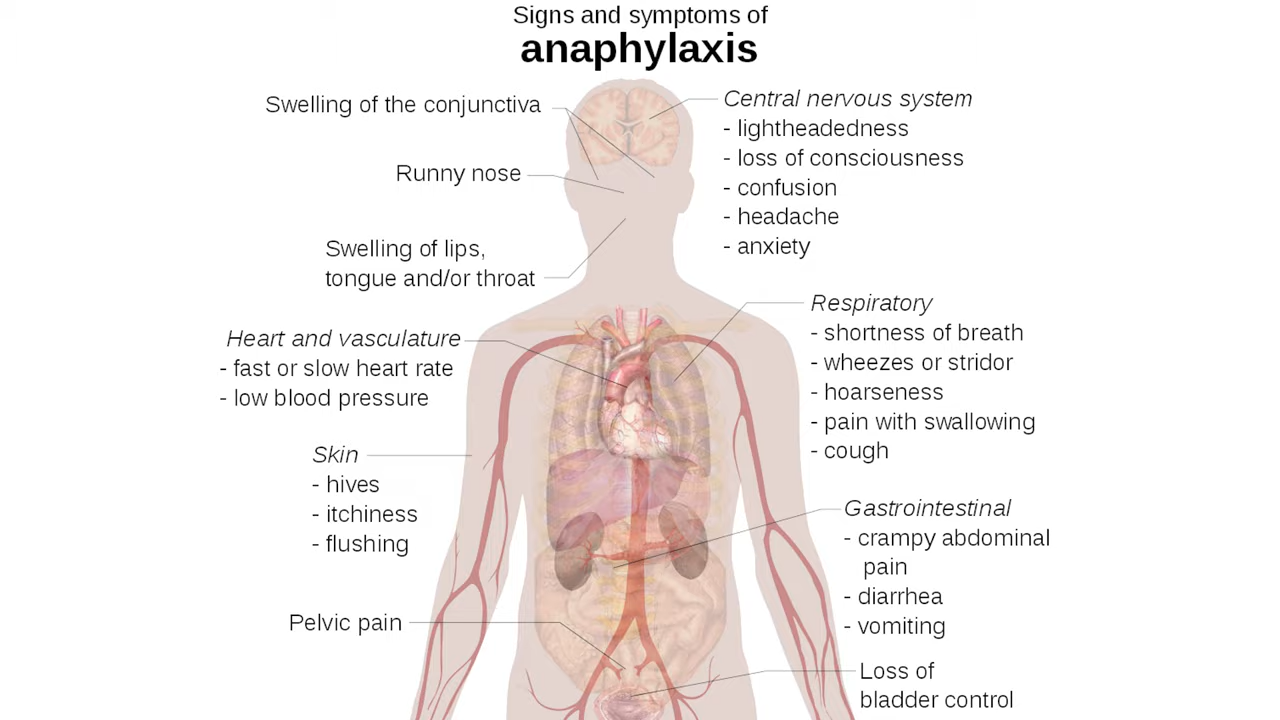 Signs and symptoms of
anaphylaxis
Swelling of the conjunctiva
Runny nose
Swelling of lips,
tongue and/or throat
Heart and vasculature
- fast or slow heart rate
- low blood pressure
Skin
- hives
- itchiness
- flushing
Pelvic pain
Central nervous system
- lightheadedness
- loss of consciousness
- confusion
- headache
- anxiety
Respiratory
- shortness of breath
- wheezes or stridor
- hoarseness
- pain with swallowing
- cough
Gastrointestinal
- crampy abdominal
pain
- diarrhea
- vomiting
Loss of
bladder control